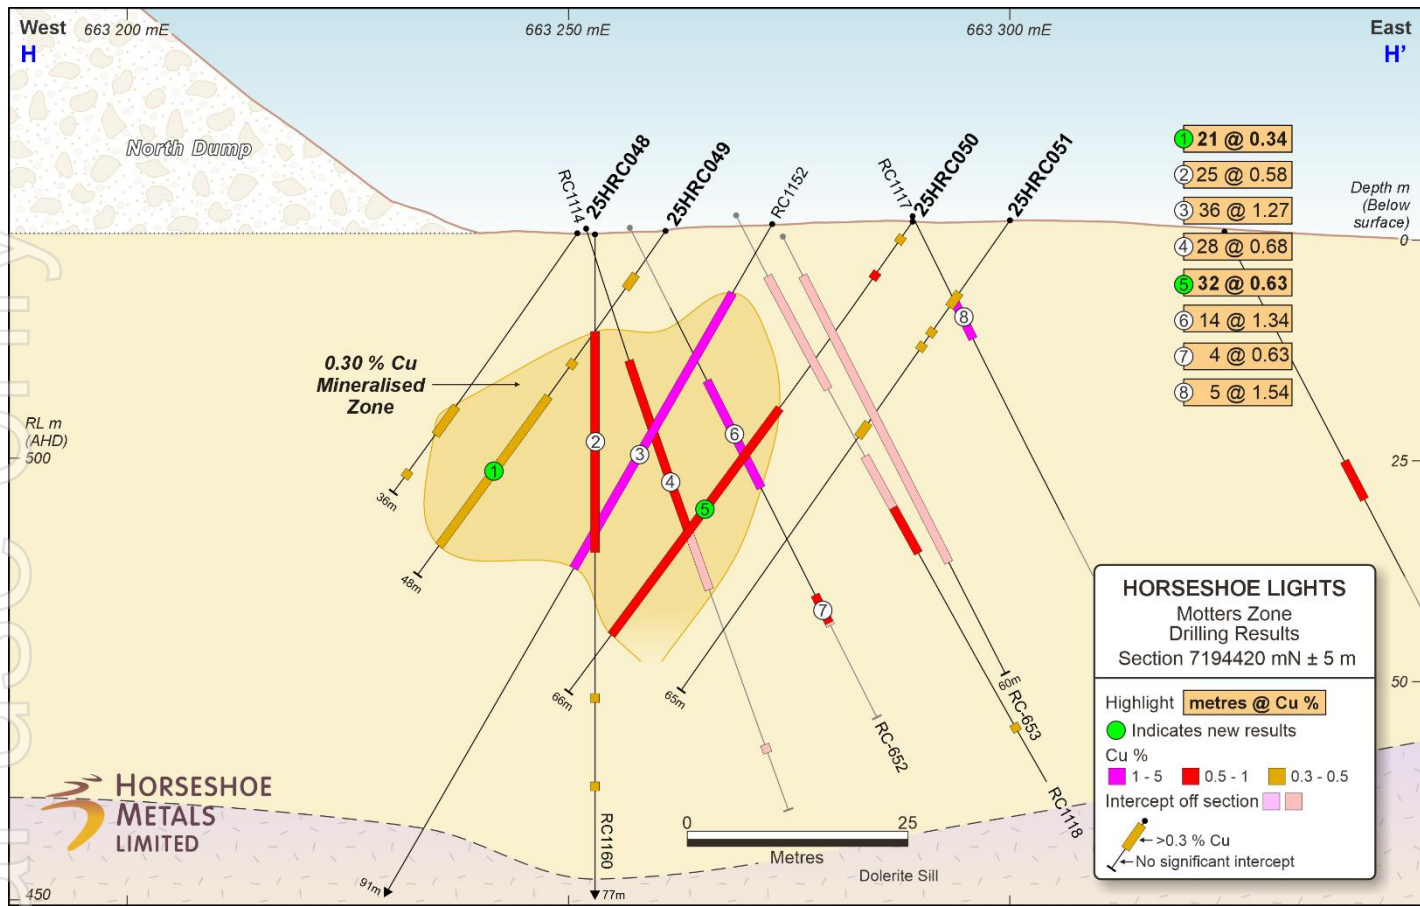 West
H
663 200 mE
663 250 mE
663 300 mE
East
H'
North Dump
RC1114
25HRC048
25HRC049
RC1152
RC1117
25HRC050
25HRC051
1 21 @ 0.34
2 25 @ 0.58
3 36 @ 1.27
4 28 @ 0.68
5 32 @ 0.63
6 14 @ 1.34
7 4 @ 0.63
8 5 @ 1.54
Depth m
(Below
surface)
0
25
50
0.30 % Cu
Mineralised
Zone
RL m
(AHD)
500
450
1
2
3
4
5
6
7
8
36m
48m
66m
65m
60m
91m
77m
RC-652
RC-653
RC1118
RC1160
0 25
Metres
Dolerite Sill
HORSESHOE
METALS
LIMITED
HORSESHOE LIGHTS
Motters Zone
Drilling Results
Section 7194420 mN ± 5 m
Highlight metres @ Cu %
Indicates new results
Cu %
1 - 5 0.5 - 1 0.3 - 0.5
Intercept off section
>0.3 % Cu
No significant intercept